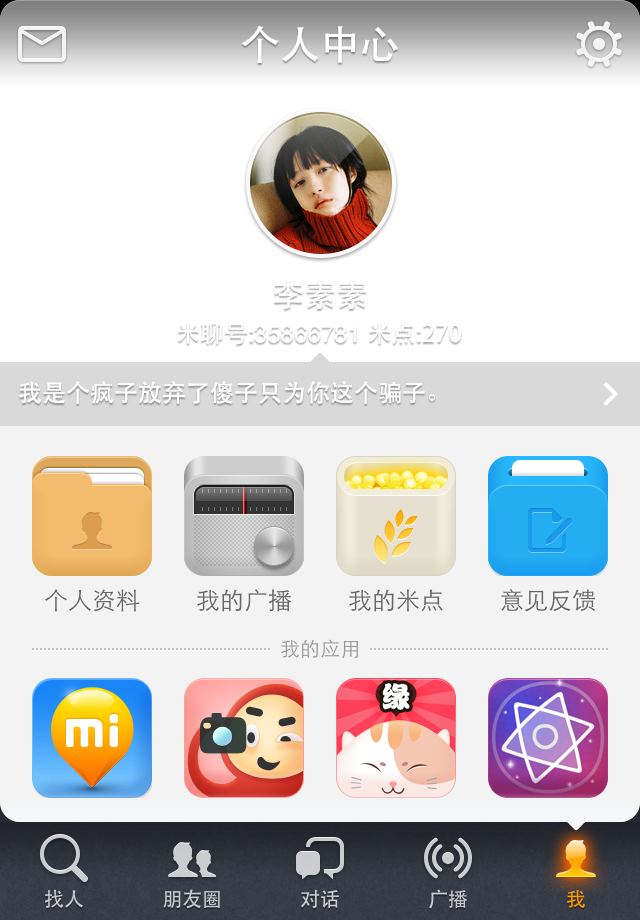 个人中心
李素素
米聊号:35866781 米点:270
我是个疯子放弃了傻子只为你这个骗子。
个人资料 我的广播 我的米点 意见反馈
我的应用
mi 缘
找人 朋友圈 对话 广播 我